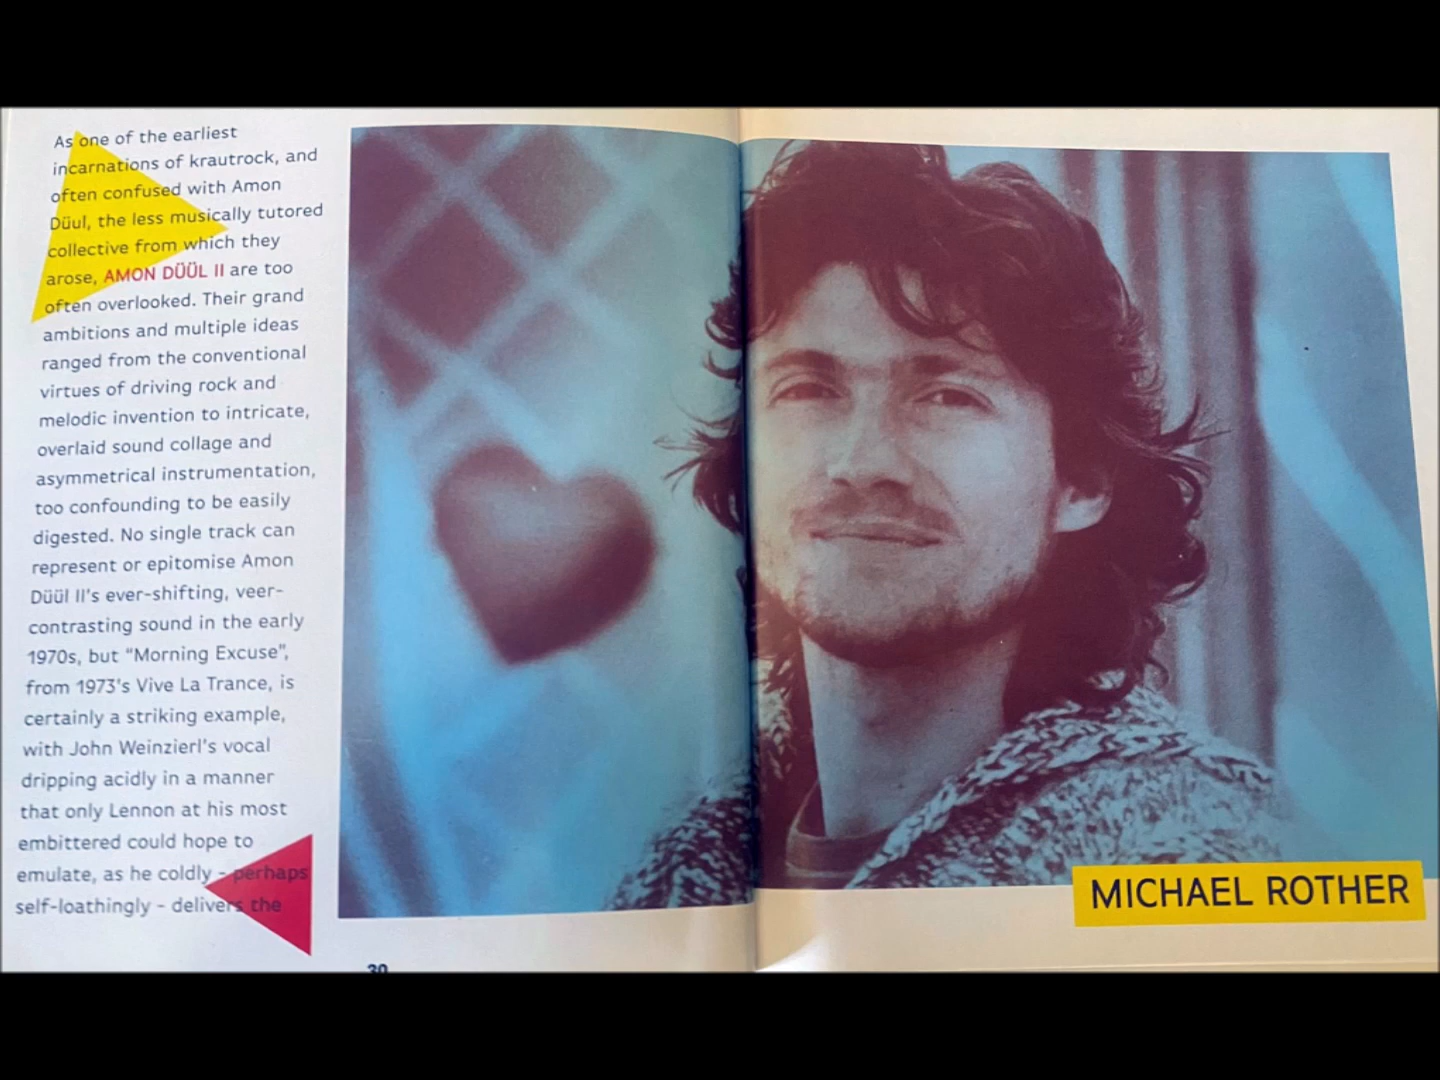 As one of the earliest
incarnations of krautrock, and
often confused with Amon
Düul, the less musically tutored
collective from which they
arose, AMON DÜÜL II are too
often overlooked. Their grand
ambitions and multiple ideas
ranged from the conventional
virtues of driving rock and
melodic invention to intricate,
overlaid sound collage and
asymmetrical instrumentation,
too confounding to be easily
digested. No single track can
represent or epitomise Amon
Düül II's ever-shifting, veer-
contrasting sound in the early
1970s, but “Morning Excuse”,
from 1973's Vive La Trance, is
certainly a striking example,
with John Weinzierl's vocal
dripping acidly in a manner
that only Lennon at his most
embittered could hope to
emulate, as he coldly - perhaps
self-loathingly - delivers the
30
MICHAEL ROTHER